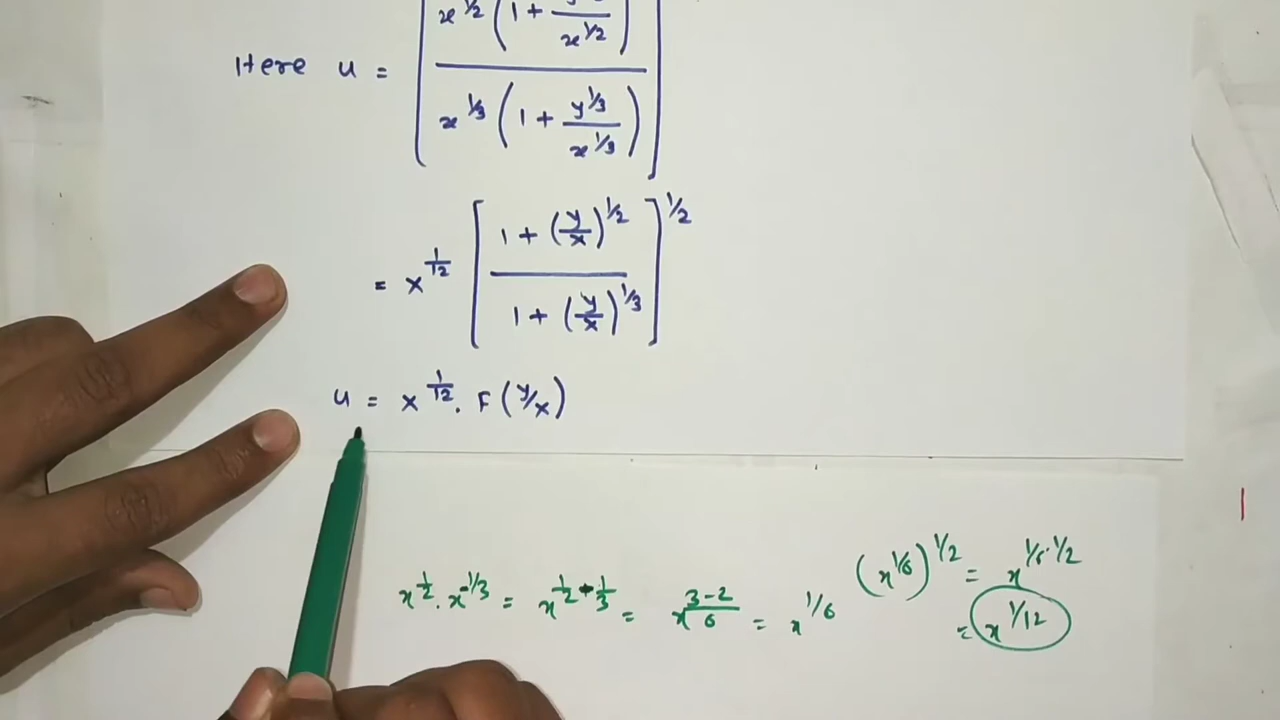 Here u = [ x^1/2 (1 + y^1/2 / x^1/2) / x^1/3 (1 + y^1/3 / x^1/3) ]
= x^1/12 [ 1 + (y/x)^1/2 / 1 + (y/x)^1/3 ]^1/2
u = x^1/12 . F(y/x)
x^1/2 . x^-1/3 = x^1/2 - 1/3 = x^3-2/6 = x^1/6
(x^1/6)^1/2 = x^1/6·1/2
= x^1/12